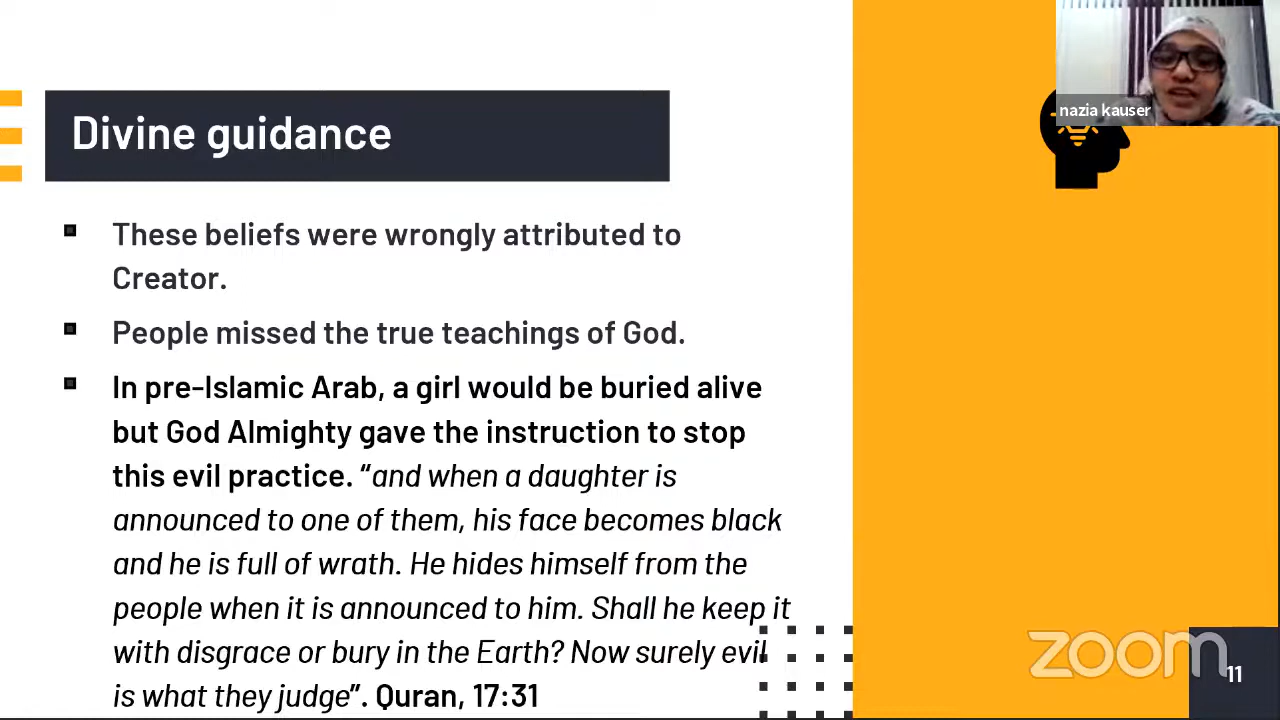 Divine guidance
These beliefs were wrongly attributed to
Creator.
People missed the true teachings of God.
In pre-Islamic Arab, a girl would be buried alive
but God Almighty gave the instruction to stop
this evil practice. “and when a daughter is
announced to one of them, his face becomes black
and he is full of wrath. He hides himself from the
people when it is announced to him. Shall he keep it
with disgrace or bury in the Earth? Now surely evil
is what they judge”. Quran, 17:31
nazia kauser
zoom
11